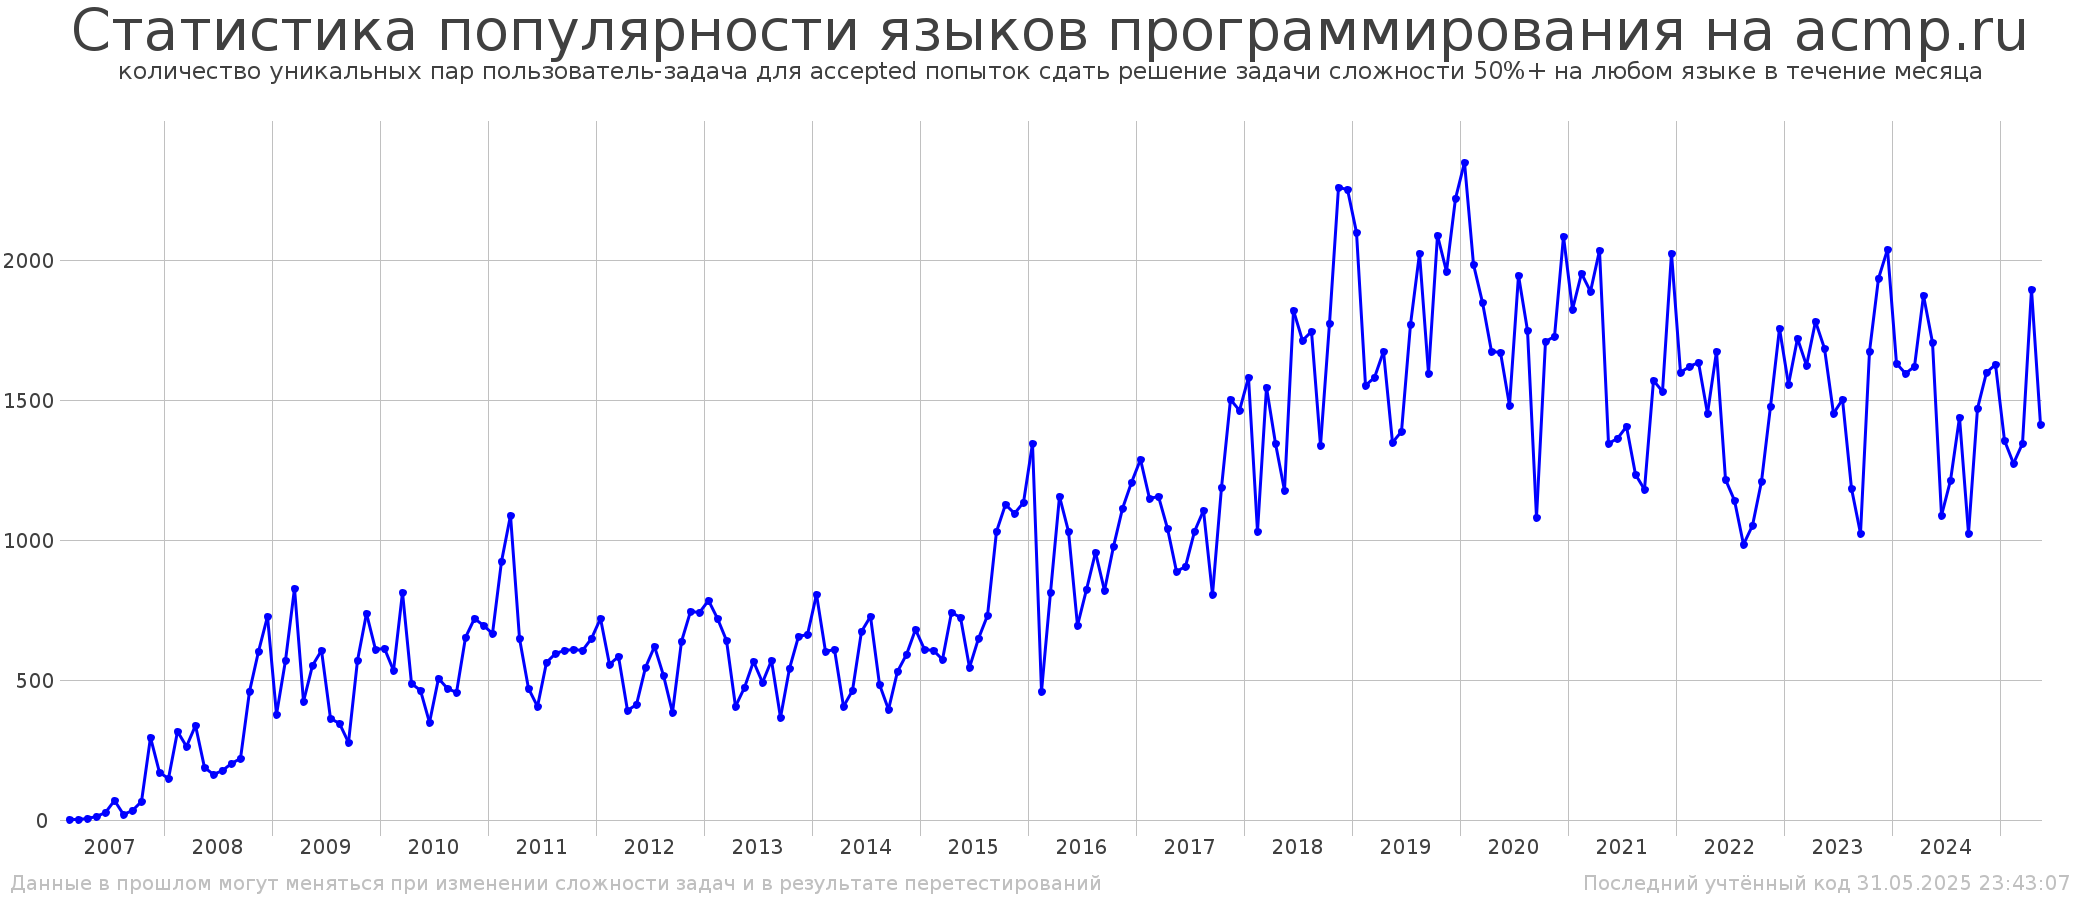 Статистика популярности языков программирования на acmp.ru
количество уникальных пар пользователь-задача для accepted попыток сдать решение задачи сложности 50%+ на любом языке в течение месяца
2000
1500
1000
500
0
2007 2008 2009 2010 2011 2012 2013 2014 2015 2016 2017 2018 2019 2020 2021 2022 2023 2024
Данные в прошлом могут меняться при изменении сложности задач и в результате перетестирований
Последний учтённый код 31.05.2025 23:43:07